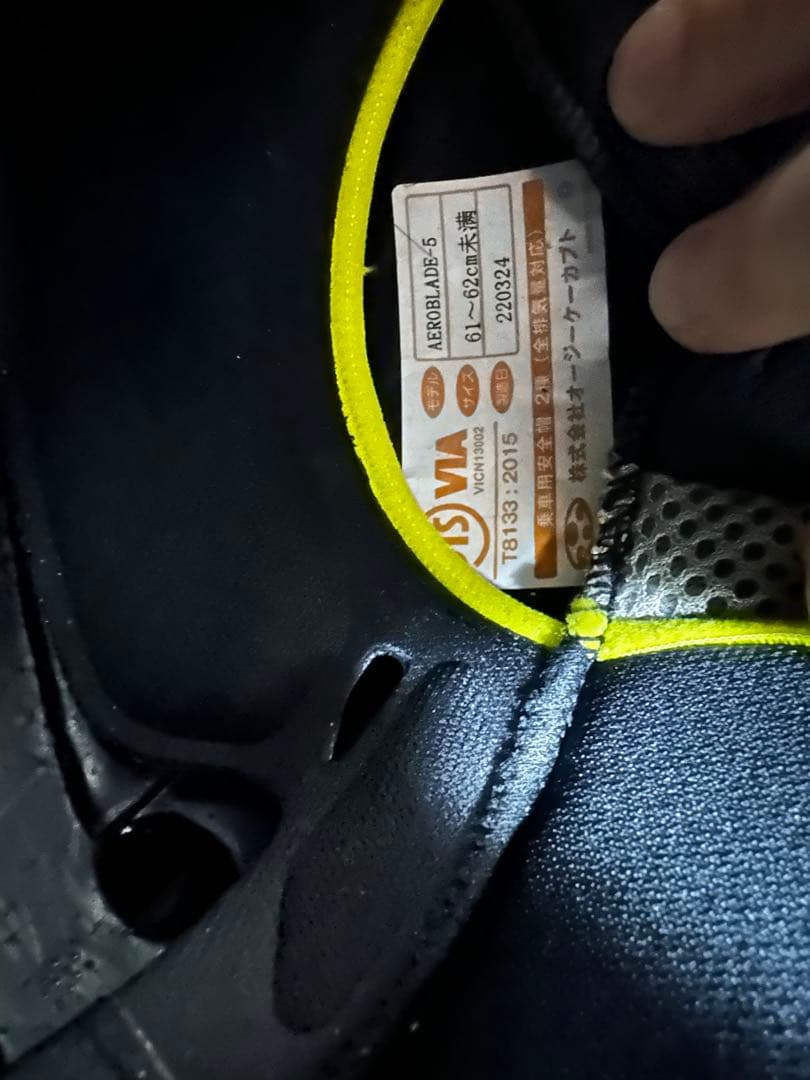 モデル AEROBLADE-5
サイズ 61～62cm未満
製造日 220324
JIS VIA
VICN13002
T8133:2015
乗車用安全帽 2種（全排気量対応）
株式会社オージーケーカブト